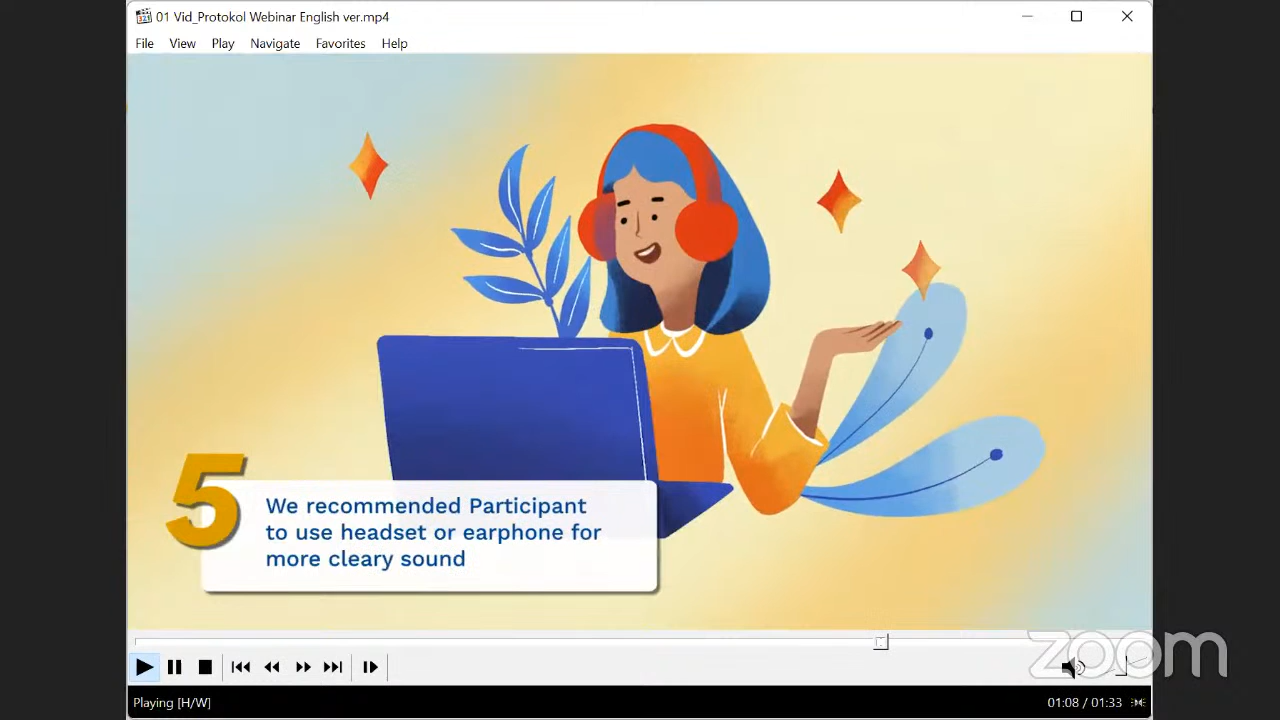 01 Vid_Protokol Webinar English ver.mp4
File View Play Navigate Favorites Help
5
We recommended Participant
to use headset or earphone for
more cleary sound
zoom
Playing [H/W]
01:08 / 01:33